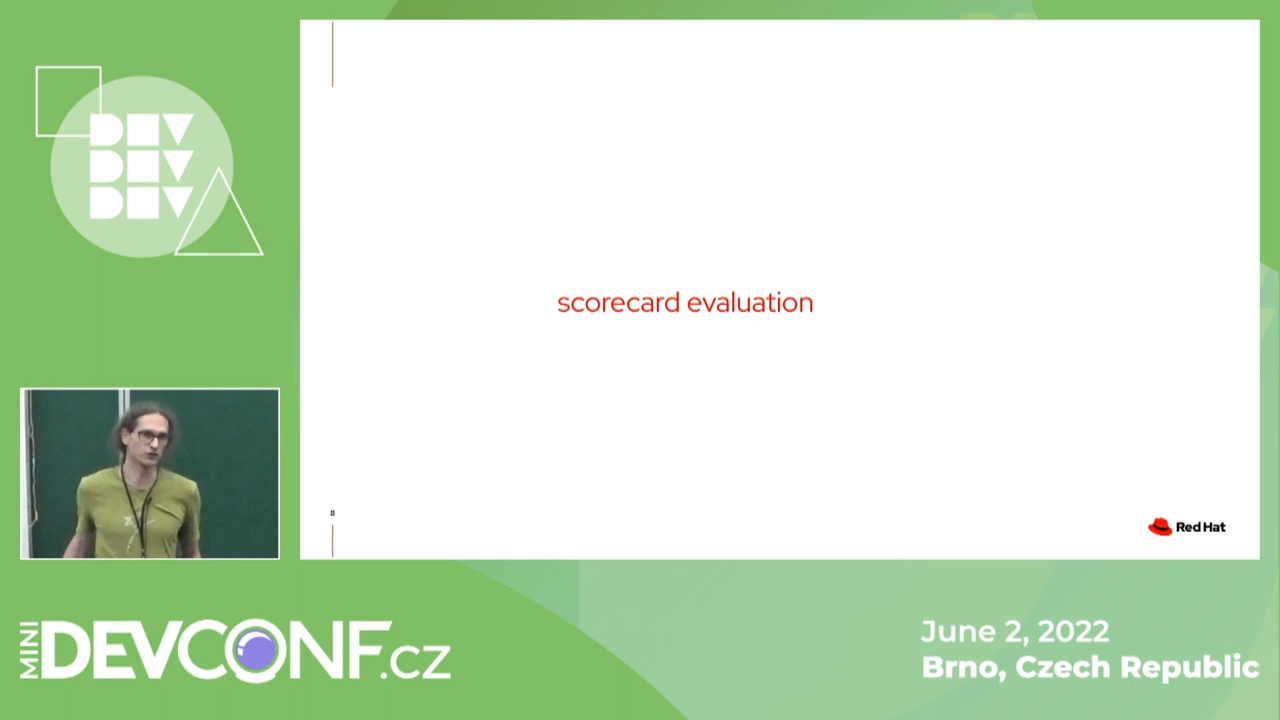 DEV
DEV
DEV
scorecard evaluation
8
Red Hat
MINI
DEVCONF.CZ
June 2, 2022
Brno, Czech Republic